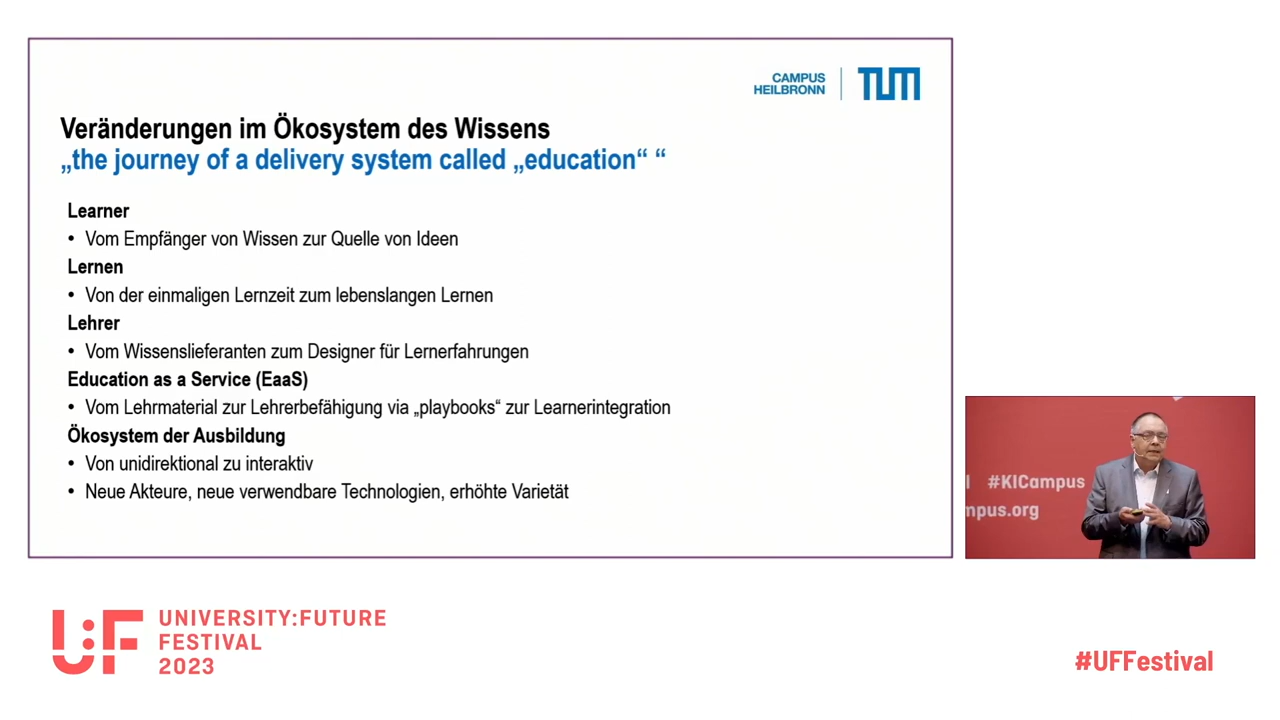 CAMPUS
HEILBRONN
TUM
Veränderungen im Ökosystem des Wissens
„the journey of a delivery system called „education“ “
Learner
• Vom Empfänger von Wissen zur Quelle von Ideen
Lernen
• Von der einmaligen Lernzeit zum lebenslangen Lernen
Lehrer
• Vom Wissenslieferanten zum Designer für Lernerfahrungen
Education as a Service (EaaS)
• Vom Lehrmaterial zur Lehrerbefähigung via „playbooks“ zur Learnerintegration
Ökosystem der Ausbildung
• Von unidirektional zu interaktiv
• Neue Akteure, neue verwendbare Technologien, erhöhte Varietät
#KICampus
mpus.org
U:F
UNIVERSITY:FUTURE
FESTIVAL
2023
#UFFestival